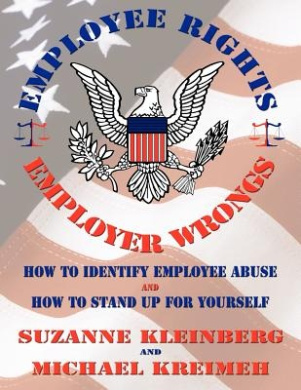 EMPLOYEE RIGHTS
EMPLOYER WRONGS
HOW TO IDENTIFY EMPLOYEE ABUSE
AND
HOW TO STAND UP FOR YOURSELF
SUZANNE KLEINBERG
AND
MICHAEL KREIMEH